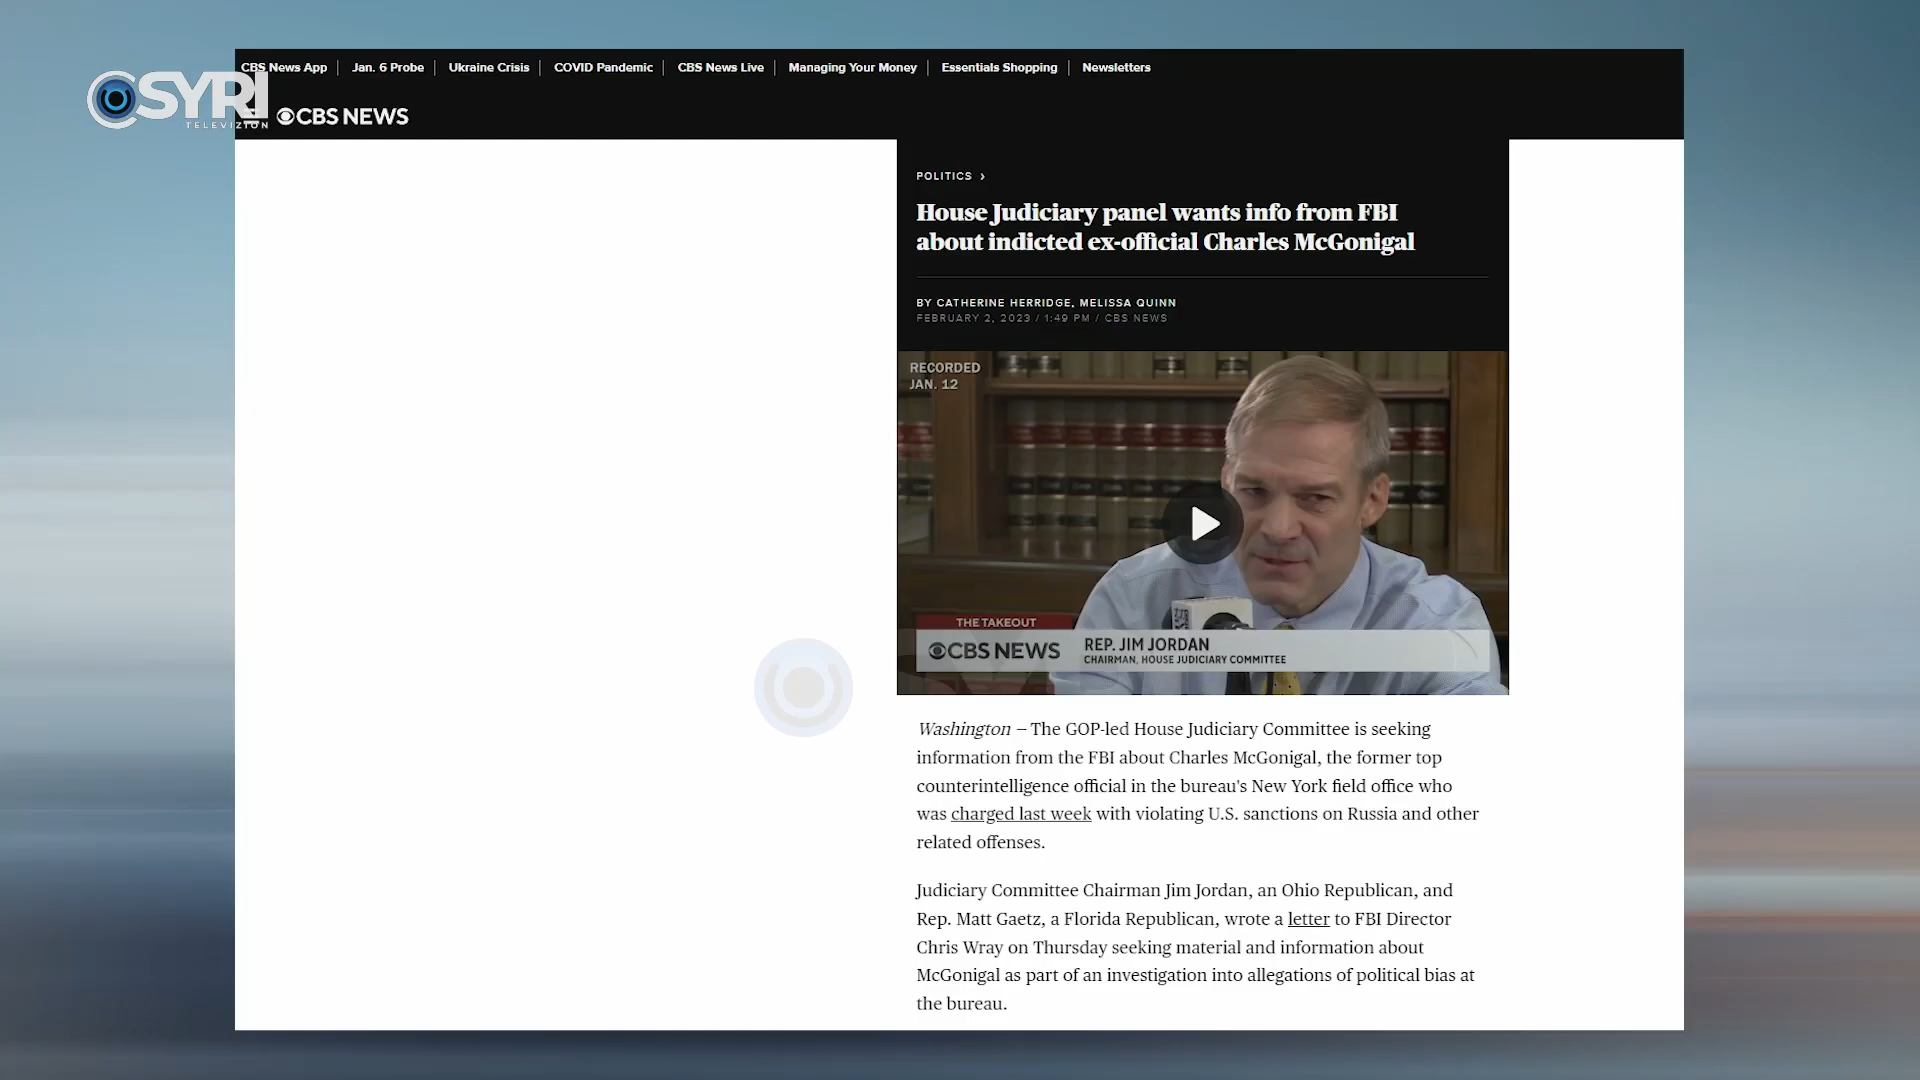 CBS News App
Jan. 6 Probe
Ukraine Crisis
COVID Pandemic
CBS News Live
Managing Your Money
Essentials Shopping
Newsletters
SYRI
TELEVIZION
CBS NEWS
POLITICS ›
House Judiciary panel wants info from FBI
about indicted ex-official Charles McGonigal
BY CATHERINE HERRIDGE, MELISSA QUINN
FEBRUARY 2, 2023 / 1:49 PM / CBS NEWS
RECORDED
JAN. 12
THE TAKEOUT
CBS NEWS
REP. JIM JORDAN
CHAIRMAN, HOUSE JUDICIARY COMMITTEE
Washington – The GOP-led House Judiciary Committee is seeking
information from the FBI about Charles McGonigal, the former top
counterintelligence official in the bureau's New York field office who
was charged last week with violating U.S. sanctions on Russia and other
related offenses.
Judiciary Committee Chairman Jim Jordan, an Ohio Republican, and
Rep. Matt Gaetz, a Florida Republican, wrote a letter to FBI Director
Chris Wray on Thursday seeking material and information about
McGonigal as part of an investigation into allegations of political bias at
the bureau.